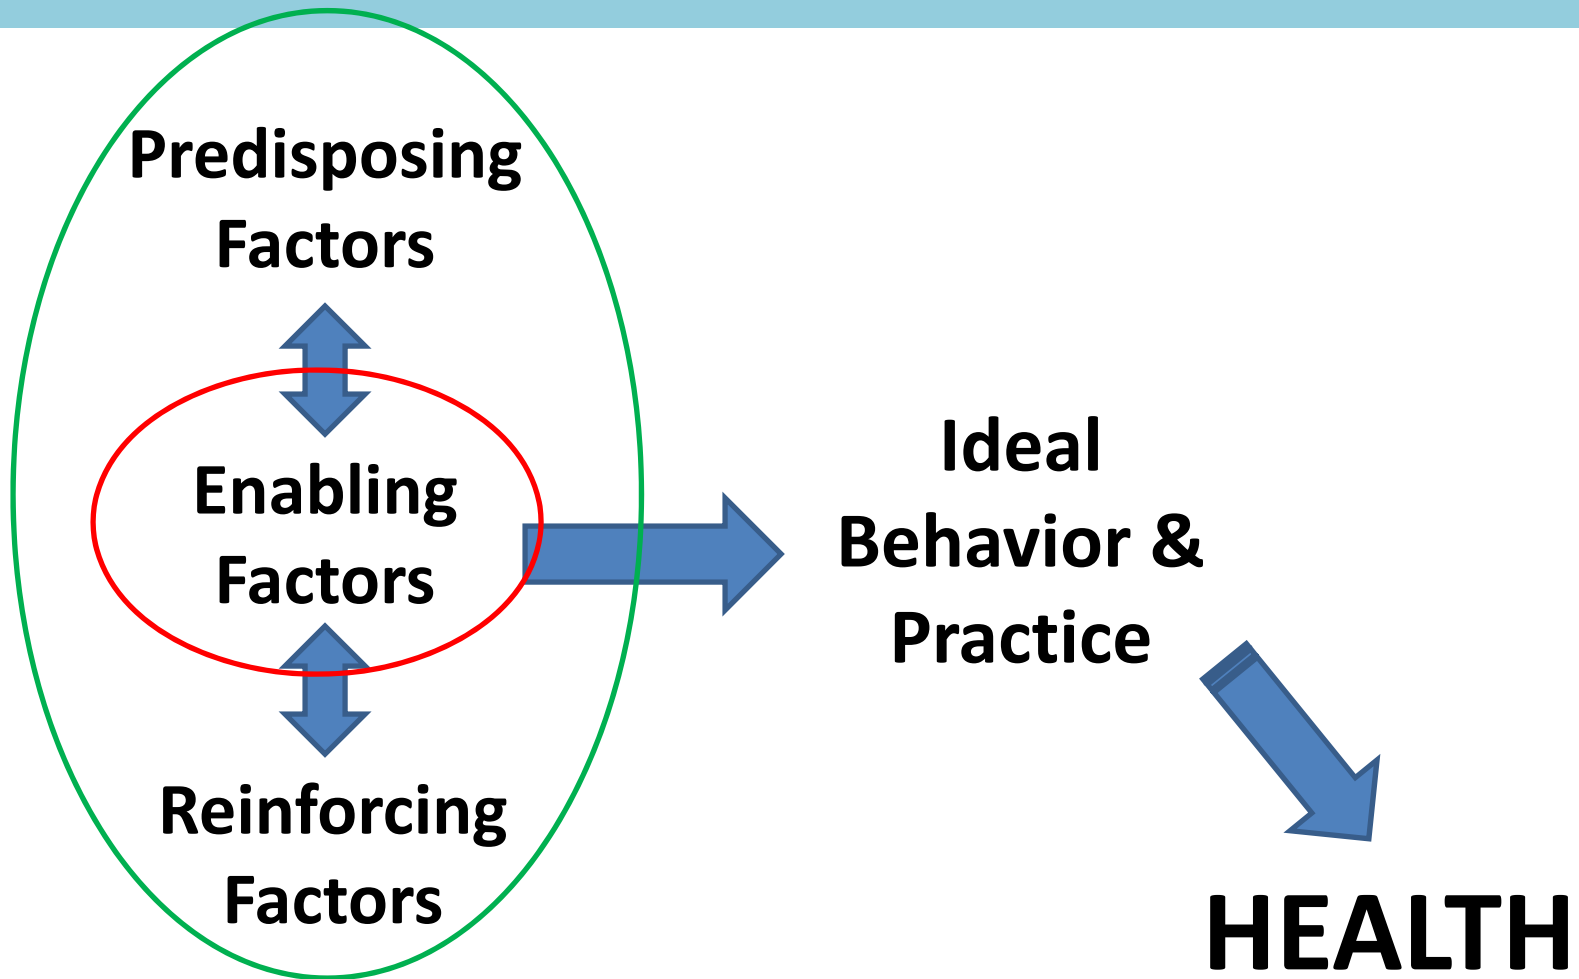 Predisposing
Factors
Enabling
Factors
Reinforcing
Factors
Ideal
Behavior &
Practice
HEALTH